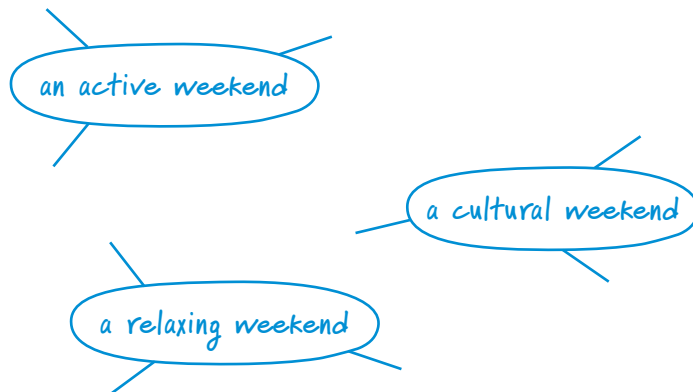 an active weekend
a cultural weekend
a relaxing weekend